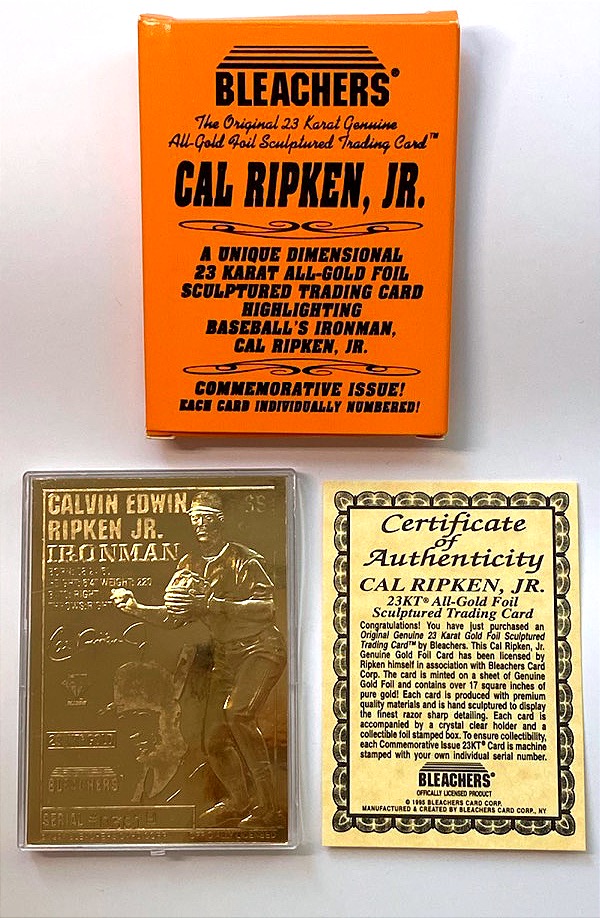 BLEACHERS®
The Original 23 Karat Genuine
All-Gold Foil Sculptured Trading Card™
CAL RIPKEN, JR.
A UNIQUE DIMENSIONAL
23 KARAT ALL-GOLD FOIL
SCULPTURED TRADING CARD
HIGHLIGHTING
BASEBALL'S IRONMAN,
CAL RIPKEN, JR.
COMMEMORATIVE ISSUE!
EACH CARD INDIVIDUALLY NUMBERED!
CALVIN EDWIN
RIPKEN JR.
IRONMAN
HEIGHT: 6'4" WEIGHT: 220
RIGHT
THROWS: RIGHT
BLEACHERS
SERIAL
Certificate
of
Authenticity
CAL RIPKEN, JR.
23KT® All-Gold Foil
Sculptured Trading Card
Congratulations! You have just purchased an
Original Genuine 23 Karat Gold Foil Sculptured
Trading Card™ by Bleachers. This Cal Ripken, Jr.
Genuine Gold Foil Card has been licensed by
Ripken himself in association with Bleachers Card
Corp. The card is minted on a sheet of Genuine
Gold Foil and contains over 17 square inches of
pure gold! Each card is produced with premium
quality materials and is hand sculptured to display
the finest razor sharp detailing. Each card is
accompanied by a crystal clear holder and a
collectible foil stamped box. To ensure collectibility,
each Commemorative Issue 23KT® Card is machine
stamped with your own individual serial number.
BLEACHERS®
OFFICIALLY LICENSED PRODUCT
© 1995 BLEACHERS CARD CORP.
MANUFACTURED & CREATED BY BLEACHERS CARD CORP., NY